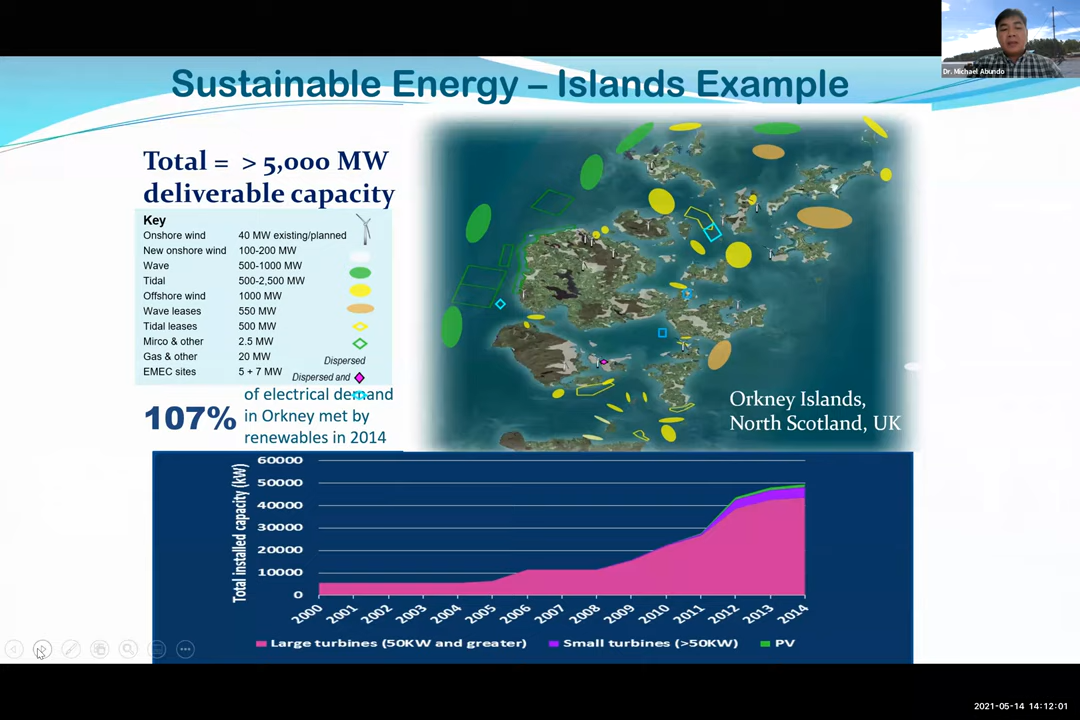 Dr. Michael Abundo
Sustainable Energy – Islands Example
Total = > 5,000 MW
deliverable capacity
Key
Onshore wind 40 MW existing/planned
New onshore wind 100-200 MW
Wave 500-1000 MW
Tidal 500-2,500 MW
Offshore wind 1000 MW
Wave leases 550 MW
Tidal leases 500 MW
Mirco & other 2.5 MW
Gas & other 20 MW
EMEC sites 5 + 7 MW
Dispersed
Dispersed and
107% of electrical demand
in Orkney met by
renewables in 2014
Orkney Islands,
North Scotland, UK
Total installed capacity (kW)
60000
50000
40000
30000
20000
10000
0
2000 2001 2002 2003 2004 2005 2006 2007 2008 2009 2010 2011 2012 2013 2014
Large turbines (50KW and greater) Small turbines (>50KW) PV
2021-05-14 14:12:01